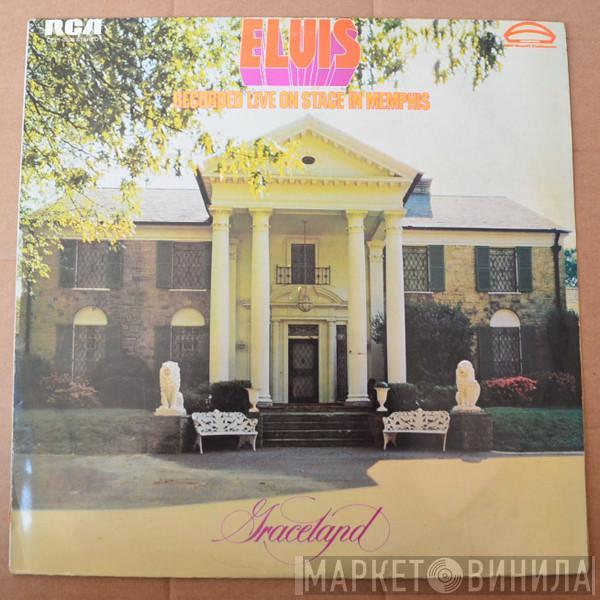 RCA
ELVIS
RECORDED LIVE ON STAGE IN MEMPHIS
Graceland
МАРКЕТ ВИНИЛА